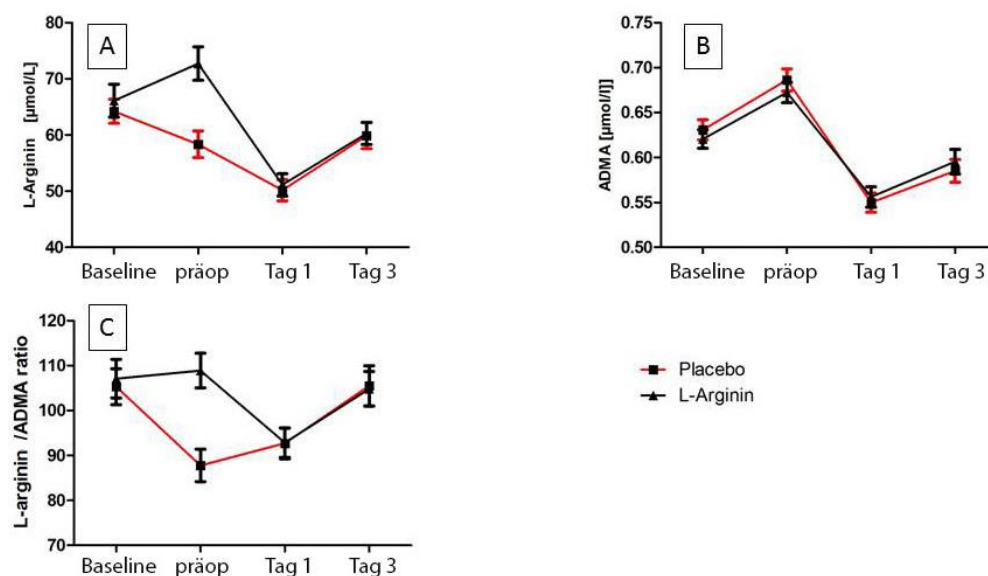 A
80
70
60
50
40
L-Arginin [µmol/L]
Baseline präop Tag 1 Tag 3
B
0.75
0.70
0.65
0.60
0.55
0.50
ADMA [µmol/l]]
Baseline präop Tag 1 Tag 3
C
120
110
100
90
80
70
L-arginin /ADMA ratio
Baseline präop Tag 1 Tag 3
Placebo
L-Arginin